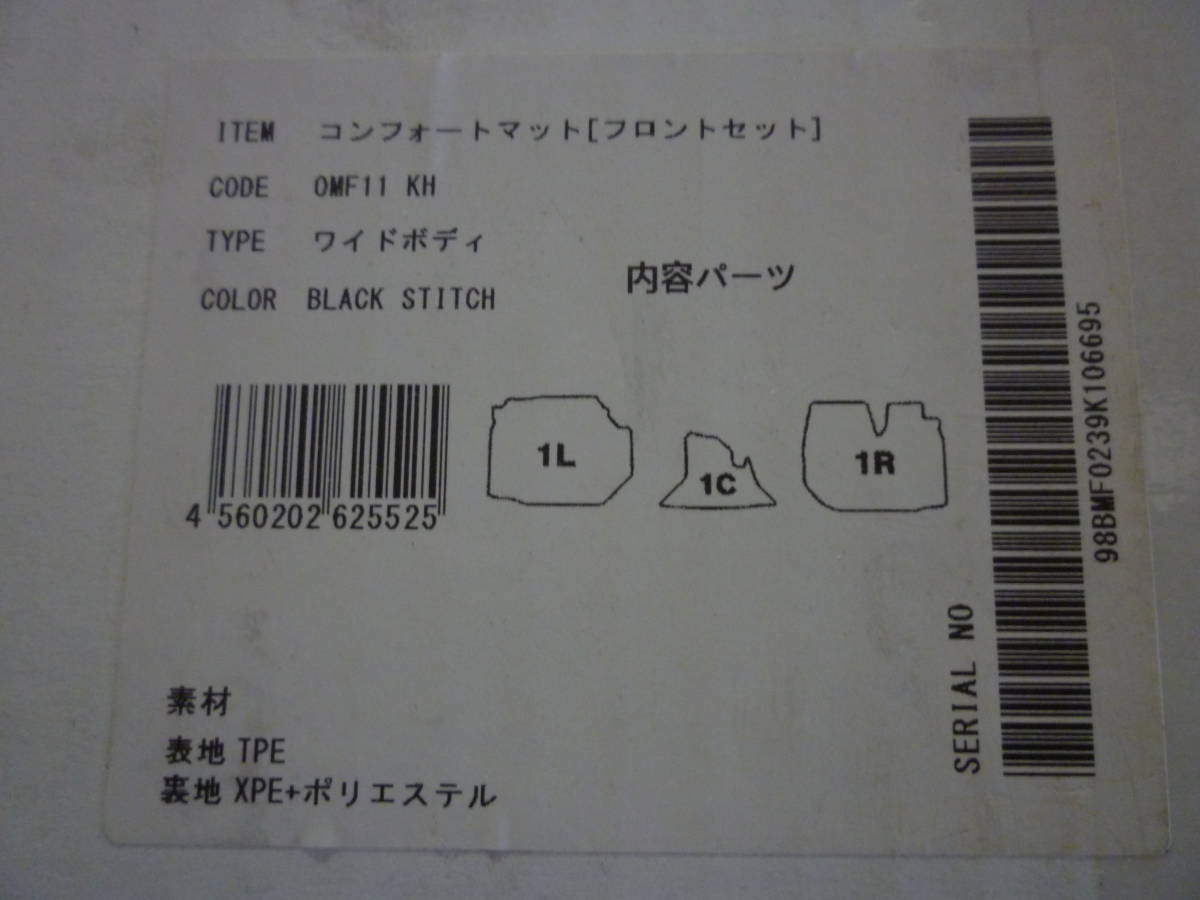 ITEM コンフォートマット[フロントセット]
CODE OMF11 KH
TYPE ワイドボディ
COLOR BLACK STITCH
内容パーツ
1L
1C
1R
4 560202 625525
SERIAL NO
98BMF0239K106695
素材
表地 TPE
裏地 XPE+ポリエステル